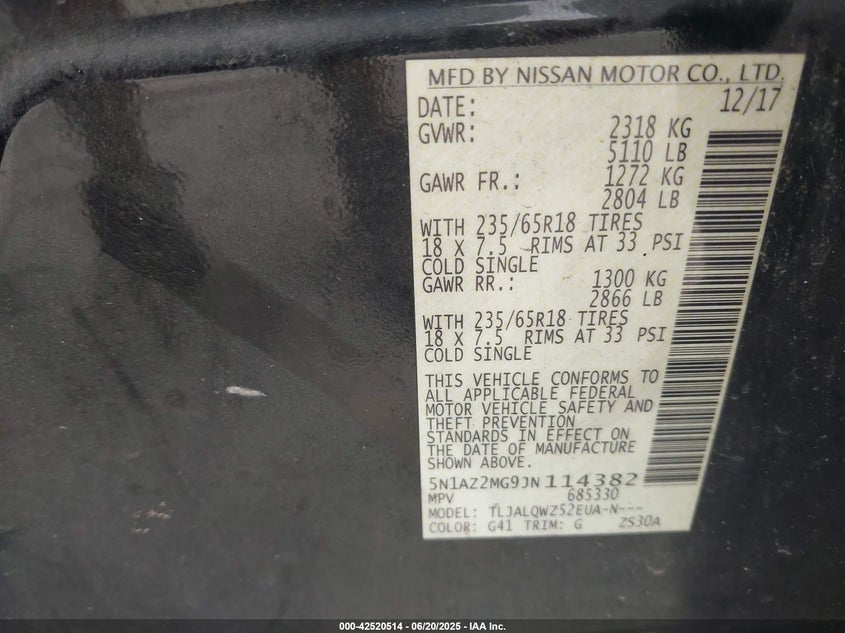 MFD BY NISSAN MOTOR CO., LTD.
DATE: 12/17
GVWR: 2318 KG
5110 LB
GAWR FR.: 1272 KG
2804 LB
WITH 235/65R18 TIRES
18 X 7.5 RIMS AT 33 PSI
COLD SINGLE
GAWR RR.: 1300 KG
2866 LB
WITH 235/65R18 TIRES
18 X 7.5 RIMS AT 33 PSI
COLD SINGLE
THIS VEHICLE CONFORMS TO
ALL APPLICABLE FEDERAL
MOTOR VEHICLE SAFETY AND
THEFT PREVENTION
STANDARDS IN EFFECT ON
THE DATE OF MANUFACTURE
SHOWN ABOVE.
5N1AZ2MG9JN114382
MPV 685330
MODEL: TLJALQWZ52EUA-N---
COLOR: G41 TRIM: G ZS30A
000-42520514 - 06/20/2025 - IAA Inc.